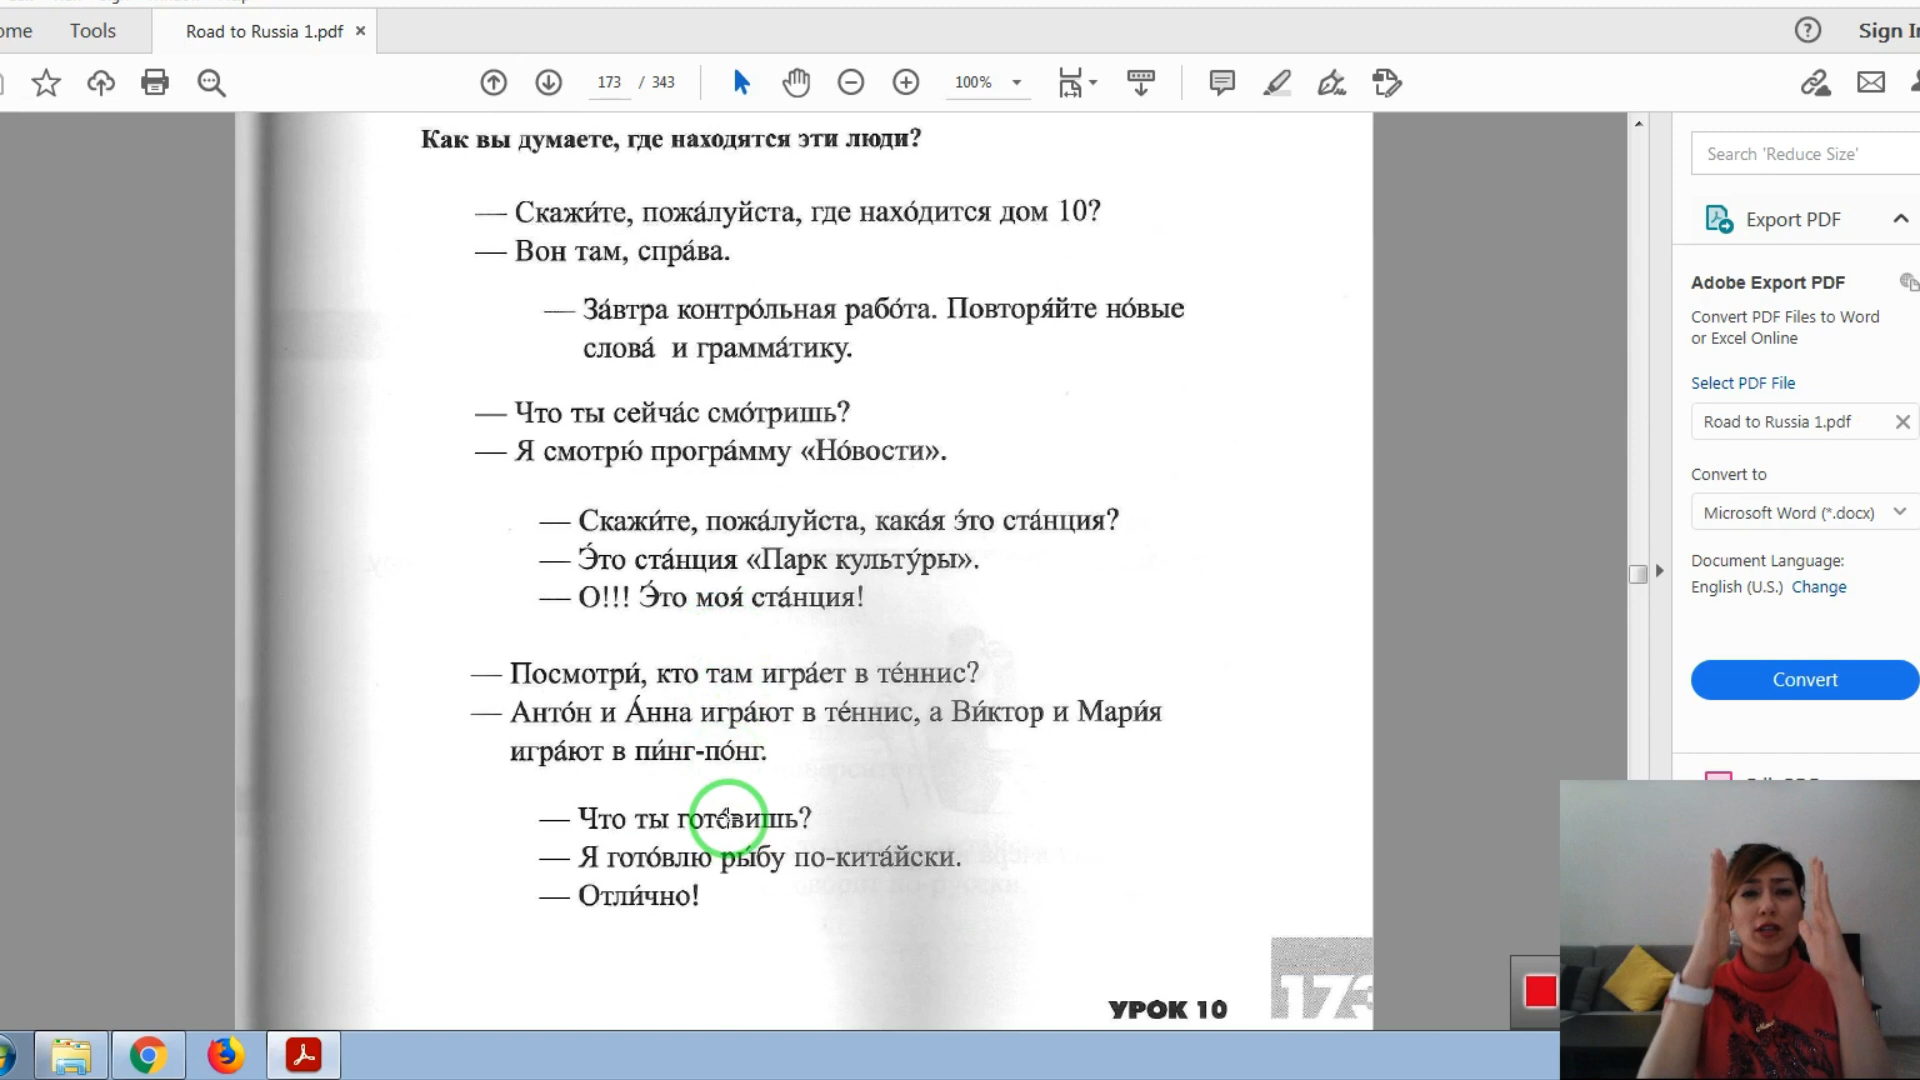 Tools
Road to Russia 1.pdf
173 / 343
100%
Как вы думаете, где находятся эти люди?
— Скажи́те, пожа́луйста, где нахо́дится дом 10?
— Вон там, спра́ва.
— За́втра контро́льная рабо́та. Повторя́йте но́вые
слова́ и грамма́тику.
— Что ты сейча́с смо́тришь?
— Я смотрю́ програ́мму «Но́вости».
— Скажи́те, пожа́луйста, кака́я э́то ста́нция?
— Э́то ста́нция «Парк культу́ры».
— О!!! Э́то моя́ ста́нция!
— Посмотри́, кто там игра́ет в те́ннис?
— Анто́н и А́нна игра́ют в те́ннис, а Ви́ктор и Мари́я
игра́ют в пи́нг-по́нг.
— Что ты гото́вишь?
— Я гото́влю ры́бу по-кита́йски.
— Отли́чно!
УРОК 10
173
Sign In
Search 'Reduce Size'
Export PDF
Adobe Export PDF
Convert PDF Files to Word
or Excel Online
Select PDF File
Road to Russia 1.pdf
Convert to
Microsoft Word (*.docx)
Document Language:
English (U.S.) Change
Convert